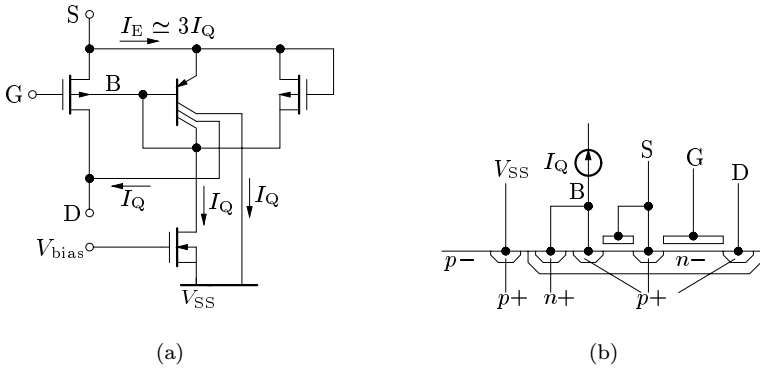 S
I_E ≃ 3I_Q
G
B
I_Q
I_Q
I_Q
D
V_bias
V_SS
(a)
V_SS
I_Q
B
S
G
D
p−
n−
p+
n+
p+
(b)